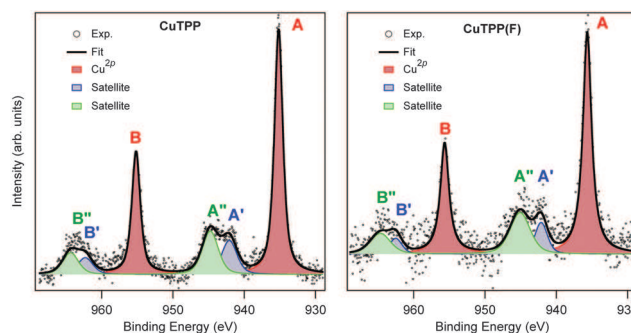 CuTPP
Exp.
Fit
Cu2p
Satellite
Satellite
A
B
B"
B'
A"
A'
Intensity (arb. units)
960 950 940 930
Binding Energy (eV)
CuTPP(F)
Exp.
Fit
Cu2p
Satellite
Satellite
A
B
B"
B'
A"
A'
960 950 940 930
Binding Energy (eV)